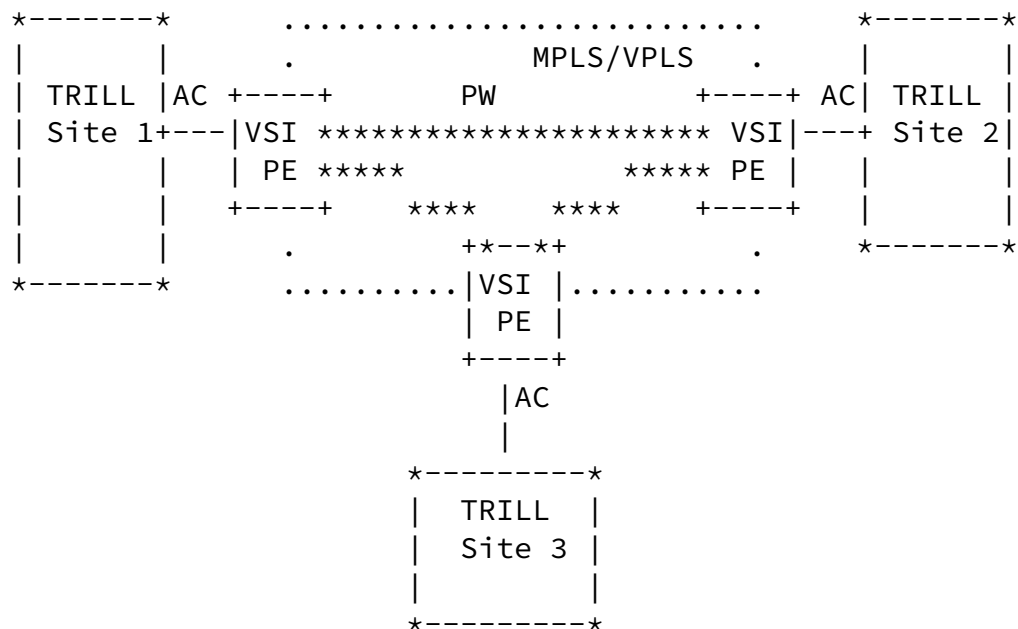 *-------*     ..........................     *-------*
|       |     .             MPLS/VPLS  .     |       |
| TRILL |AC +----+       PW          +----+ AC| TRILL |
| Site 1+---|VSI ********************** VSI|---+ Site 2|
|       |   | PE *****            ***** PE |   |       |
|       |   +----+    ****    ****    +----+   |       |
|       |      .         +*--*+          .     *-------*
*-------*      ..........|VSI |...........
| PE |
+----+
|AC
|
*---------*
|  TRILL  |
|  Site 3 |
|         |
*---------*